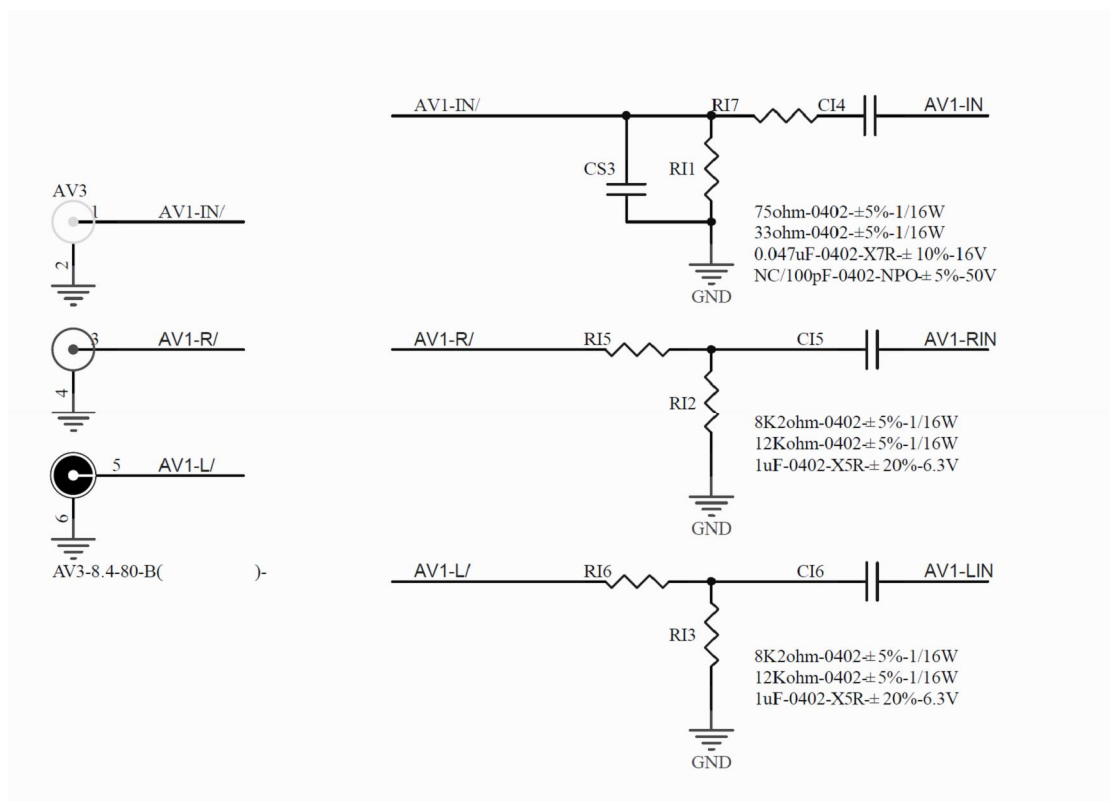 AV1-IN/ RI7 CI4 AV1-IN
CS3 RI1
AV3
1 AV1-IN/
2
75ohm-0402-±5%-1/16W
33ohm-0402-±5%-1/16W
0.047uF-0402-X7R-±10%-16V
NC/100pF-0402-NPO-±5%-50V
GND
3 AV1-R/
4
AV1-R/ RI5 CI5 AV1-RIN
RI2
8K2ohm-0402-±5%-1/16W
12Kohm-0402-±5%-1/16W
1uF-0402-X5R-±20%-6.3V
GND
5 AV1-L/
6
AV3-8.4-80-B( )-
AV1-L/ RI6 CI6 AV1-LIN
RI3
8K2ohm-0402-±5%-1/16W
12Kohm-0402-±5%-1/16W
1uF-0402-X5R-±20%-6.3V
GND